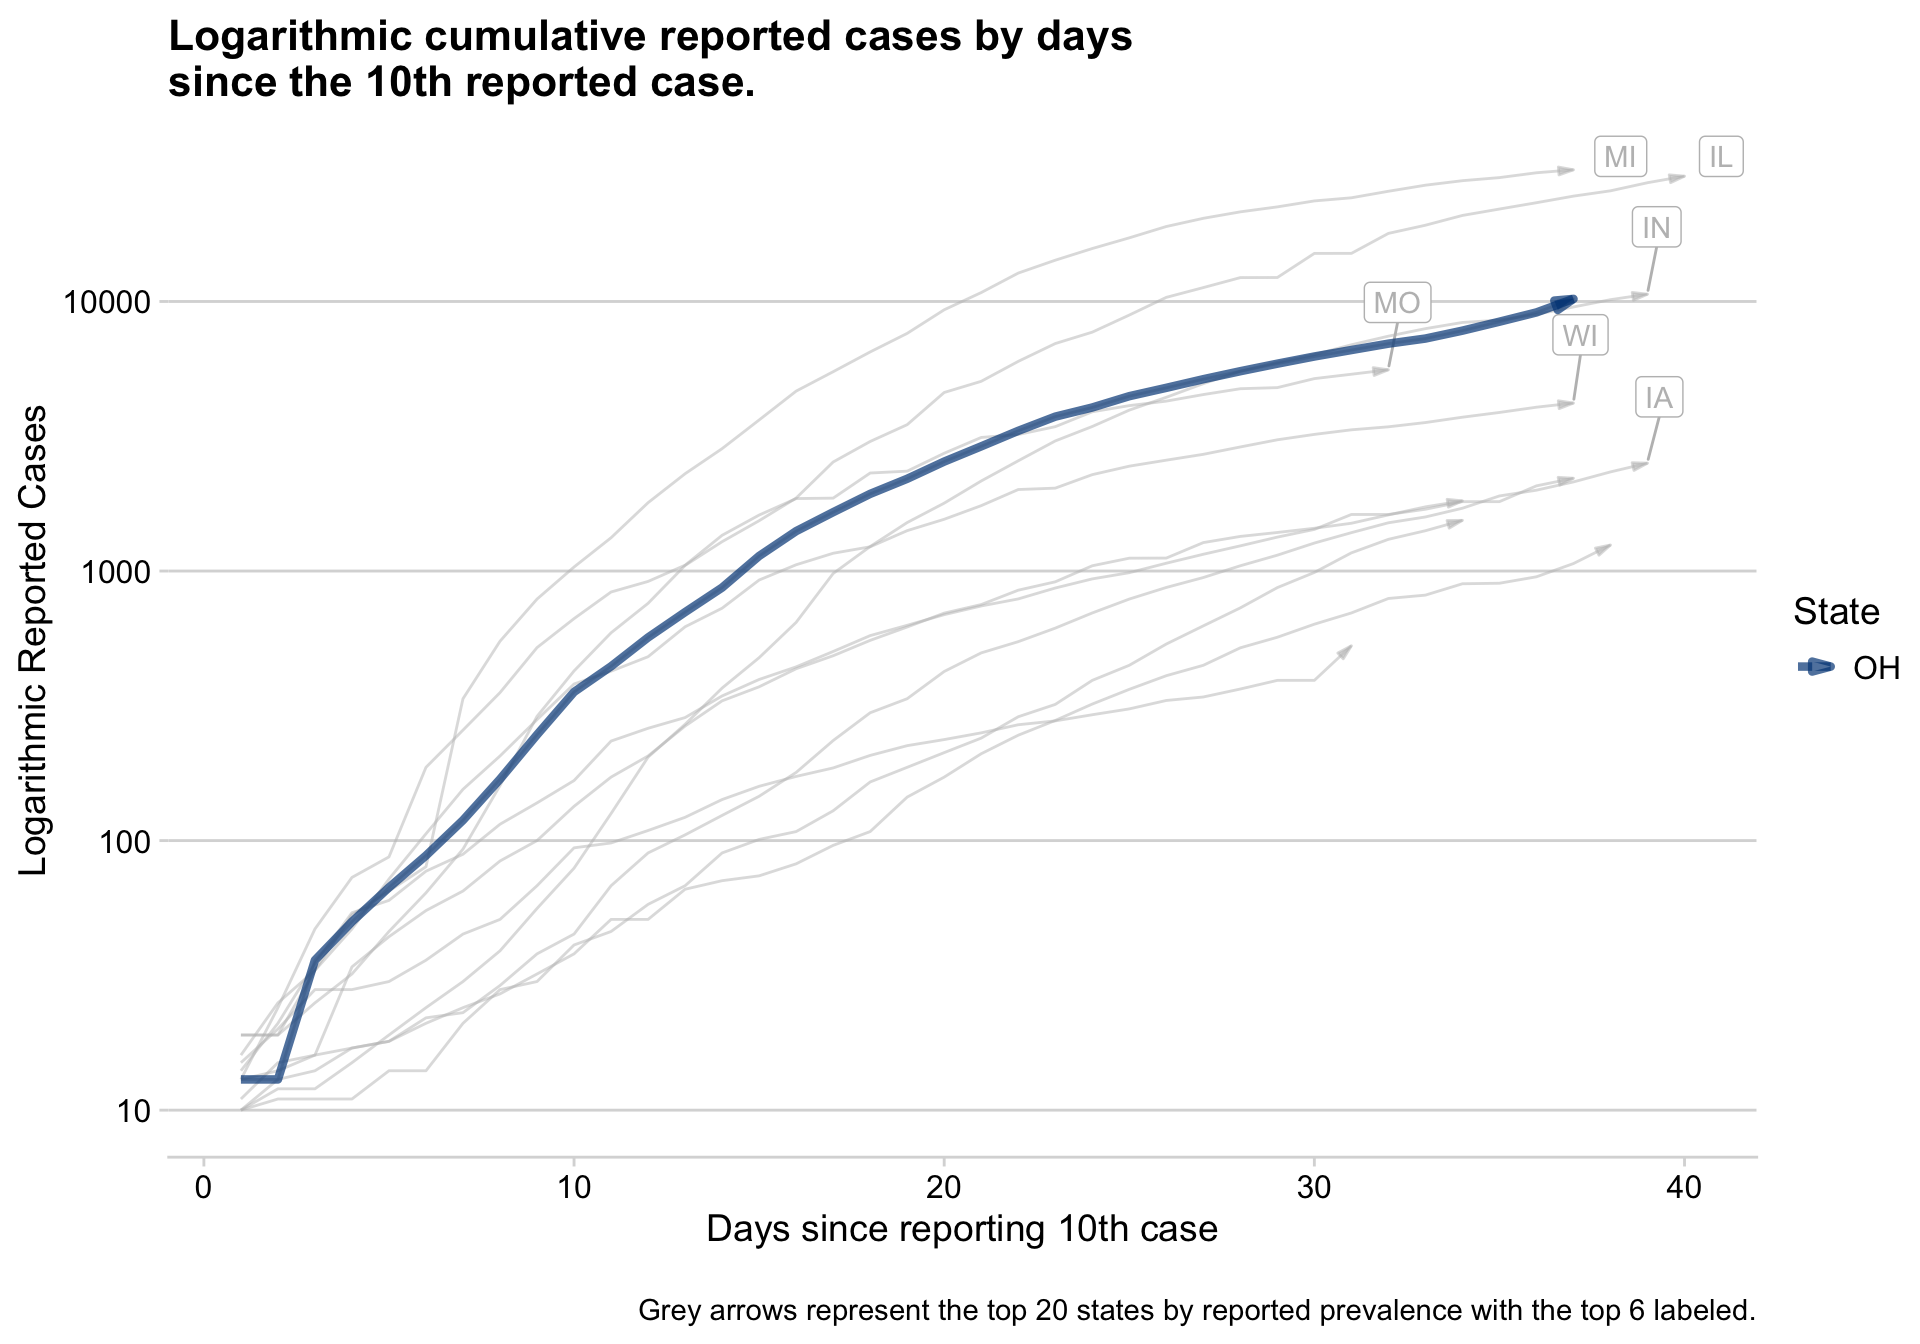 Logarithmic cumulative reported cases by days
since the 10th reported case.
MI
IL
IN
MO
WI
IA
10000
1000
100
10
Logarithmic Reported Cases
State
OH
0
10
20
30
40
Days since reporting 10th case
Grey arrows represent the top 20 states by reported prevalence with the top 6 labeled.